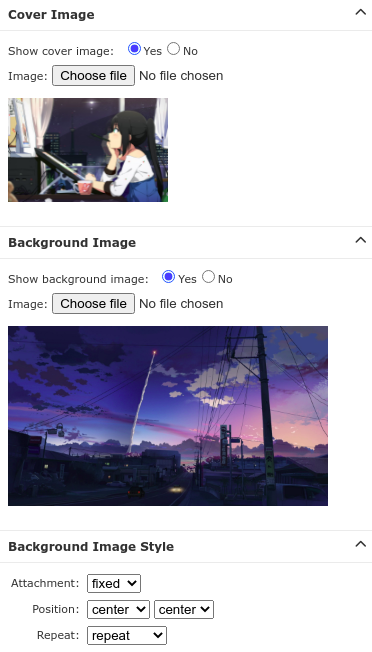 Cover Image
Show cover image: Yes No
Image: Choose file No file chosen
Background Image
Show background image: Yes No
Image: Choose file No file chosen
Background Image Style
Attachment: fixed
Position: center center
Repeat: repeat